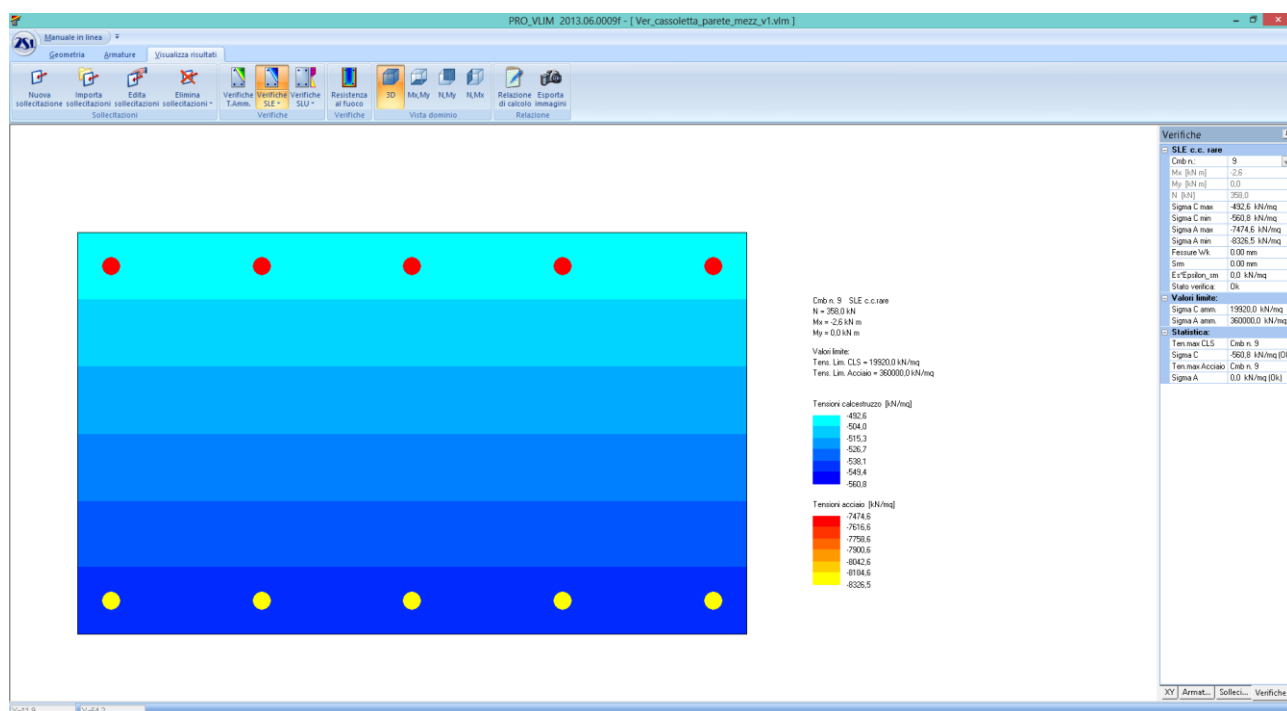 PRO_VLIM 2013.06.0009f - [ Ver_cassoletta_parete_mezz_v1.vlm ]
2SI
Manuale in linea
Geometria Armature Visualizza risultati
Nuova sollecitazione
Importa sollecitazioni
Edita sollecitazioni
Elimina sollecitazioni
Verifiche T.Amm.
Verifiche SLE
Verifiche SLU
Resistenza al fuoco
3D
Mx,My
N,My
N,Mx
Relazione di calcolo
Esporta immagini
Sollecitazioni
Verifiche
Verifiche
Vista dominio
Relazione
Cmb n. 9 SLE c.c.rare
N = 358,0 kN
Mx = -2,6 kN m
My = 0,0 kN m
Valori limite:
Tens. Lim. CLS = 19920,0 kN/mq
Tens. Lim. Acciaio = 360000,0 kN/mq
Tensioni calcestruzzo [kN/mq]
-492,6
-504,0
-515,3
-526,7
-538,1
-549,4
-560,8
Tensioni acciaio [kN/mq]
-7474,6
-7616,6
-7758,6
-7900,6
-8042,6
-8184,6
-8326,5
Verifiche
SLE c.c. rare
Cmb n.: 9
Mx [kN m] -2,6
My [kN m] 0,0
N [kN] 358,0
Sigma C max -492,6 kN/mq
Sigma C min -560,8 kN/mq
Sigma A max -7474,6 kN/mq
Sigma A min -8326,5 kN/mq
Fessure Wk 0.00 mm
Srm 0.00 mm
Es*Epsilon_sm 0,0 kN/mq
Stato verifica: Ok
Valori limite:
Sigma C amm. 19920,0 kN/mq
Sigma A amm. 360000,0 kN/mq
Statistica:
Ten.max CLS Cmb n. 9
Sigma C -560,8 kN/mq (O
Ten.max Acciaio Cmb n. 9
Sigma A 0,0 kN/mq (Ok)
XY Armat... Solleci... Verifiche